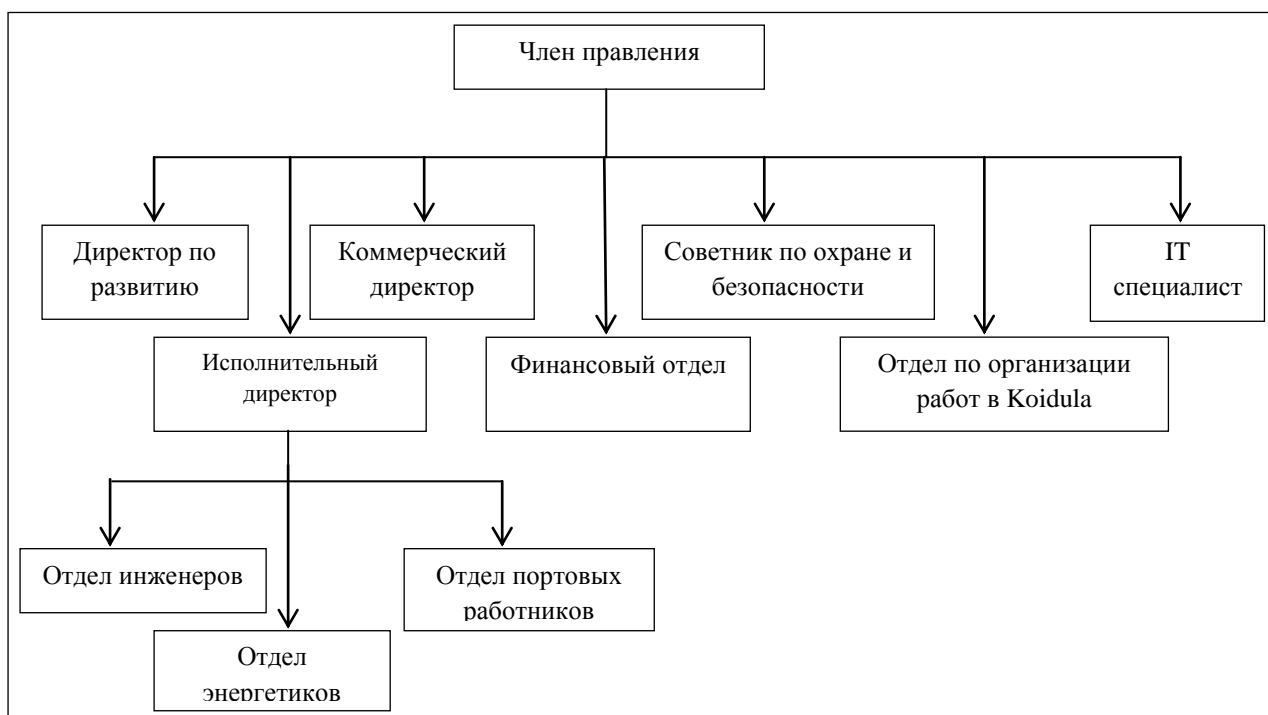 Член правления
Директор по
развитию
Коммерческий
директор
Советник по охране и
безопасности
IT
специалист
Исполнительный
директор
Финансовый отдел
Отдел по организации
работ в Koidula
Отдел инженеров
Отдел портовых
работников
Отдел
энергетиков